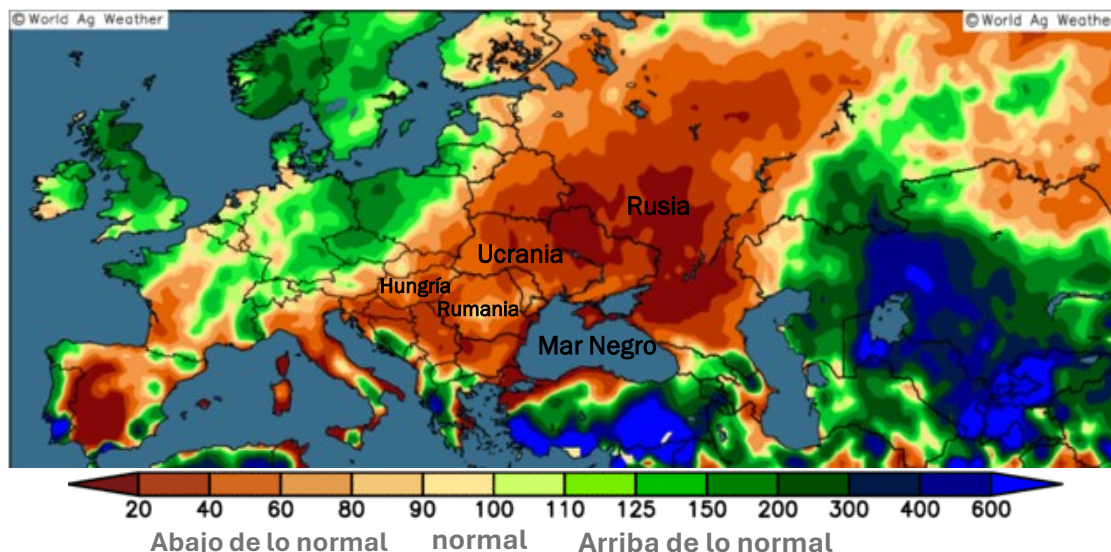 © World Ag Weather
© World Ag Weather
Rusia
Ucrania
Hungría
Rumania
Mar Negro
20 40 60 80 90 100 110 125 150 200 300 400 600
Abajo de lo normal normal Arriba de lo normal